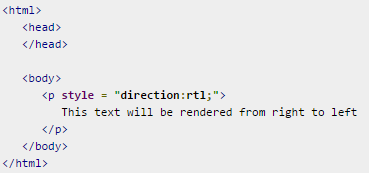 <html>
<head>
</head>
<body>
<p style = "direction:rtl;">
This text will be rendered from right to left
</p>
</body>
</html>